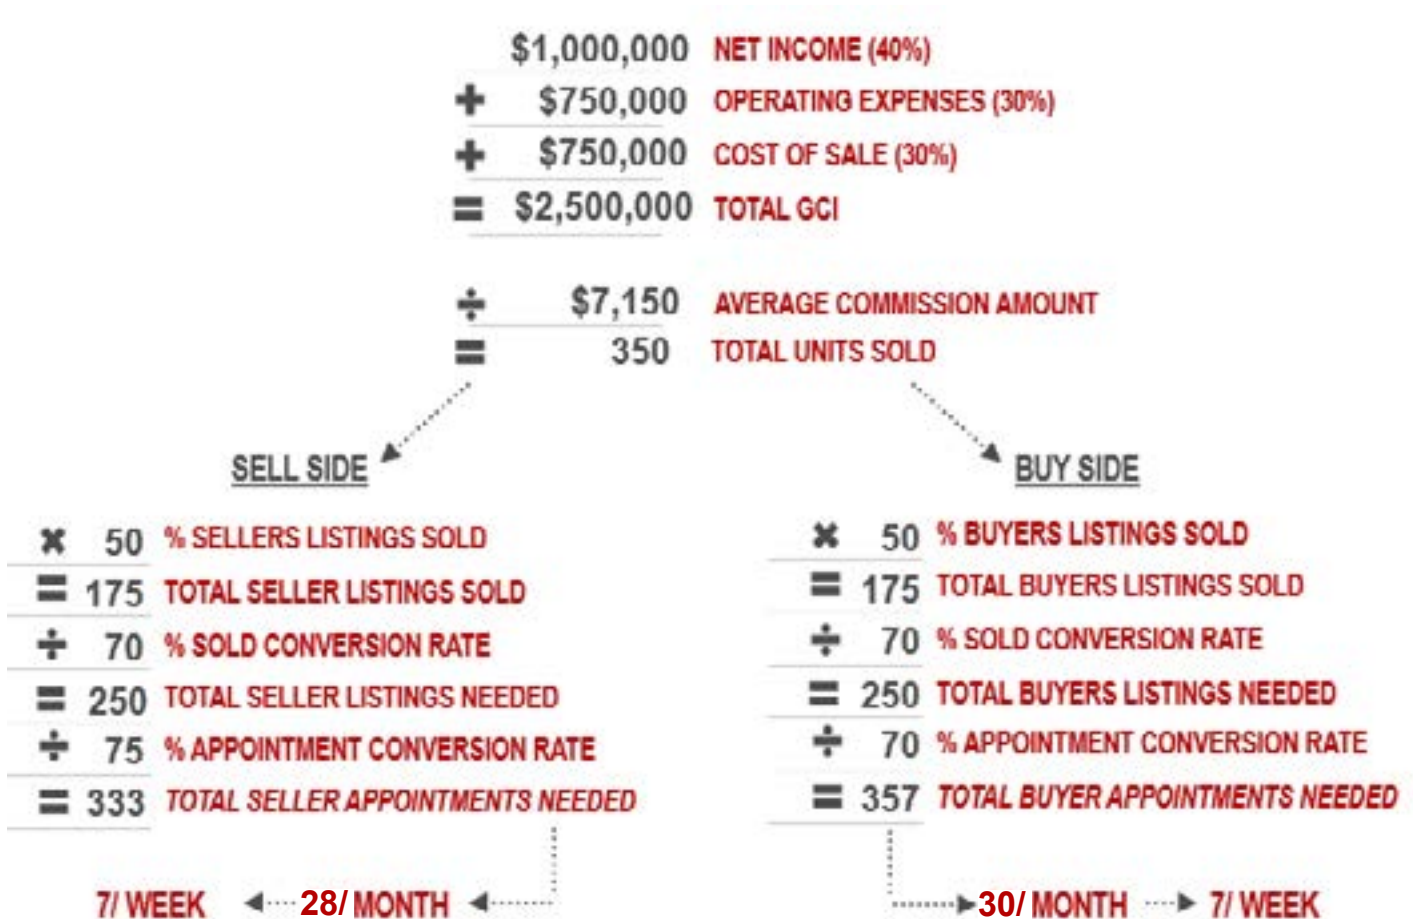 $1,000,000 NET INCOME (40%)
+ $750,000 OPERATING EXPENSES (30%)
+ $750,000 COST OF SALE (30%)
= $2,500,000 TOTAL GCI
÷ $7,150 AVERAGE COMMISSION AMOUNT
= 350 TOTAL UNITS SOLD
SELL SIDE
× 50 % SELLERS LISTINGS SOLD
= 175 TOTAL SELLER LISTINGS SOLD
÷ 70 % SOLD CONVERSION RATE
= 250 TOTAL SELLER LISTINGS NEEDED
÷ 75 % APPOINTMENT CONVERSION RATE
= 333 TOTAL SELLER APPOINTMENTS NEEDED
7/ WEEK 28/ MONTH
BUY SIDE
× 50 % BUYERS LISTINGS SOLD
= 175 TOTAL BUYERS LISTINGS SOLD
÷ 70 % SOLD CONVERSION RATE
= 250 TOTAL BUYERS LISTINGS NEEDED
÷ 70 % APPOINTMENT CONVERSION RATE
= 357 TOTAL BUYER APPOINTMENTS NEEDED
30/ MONTH 7/ WEEK